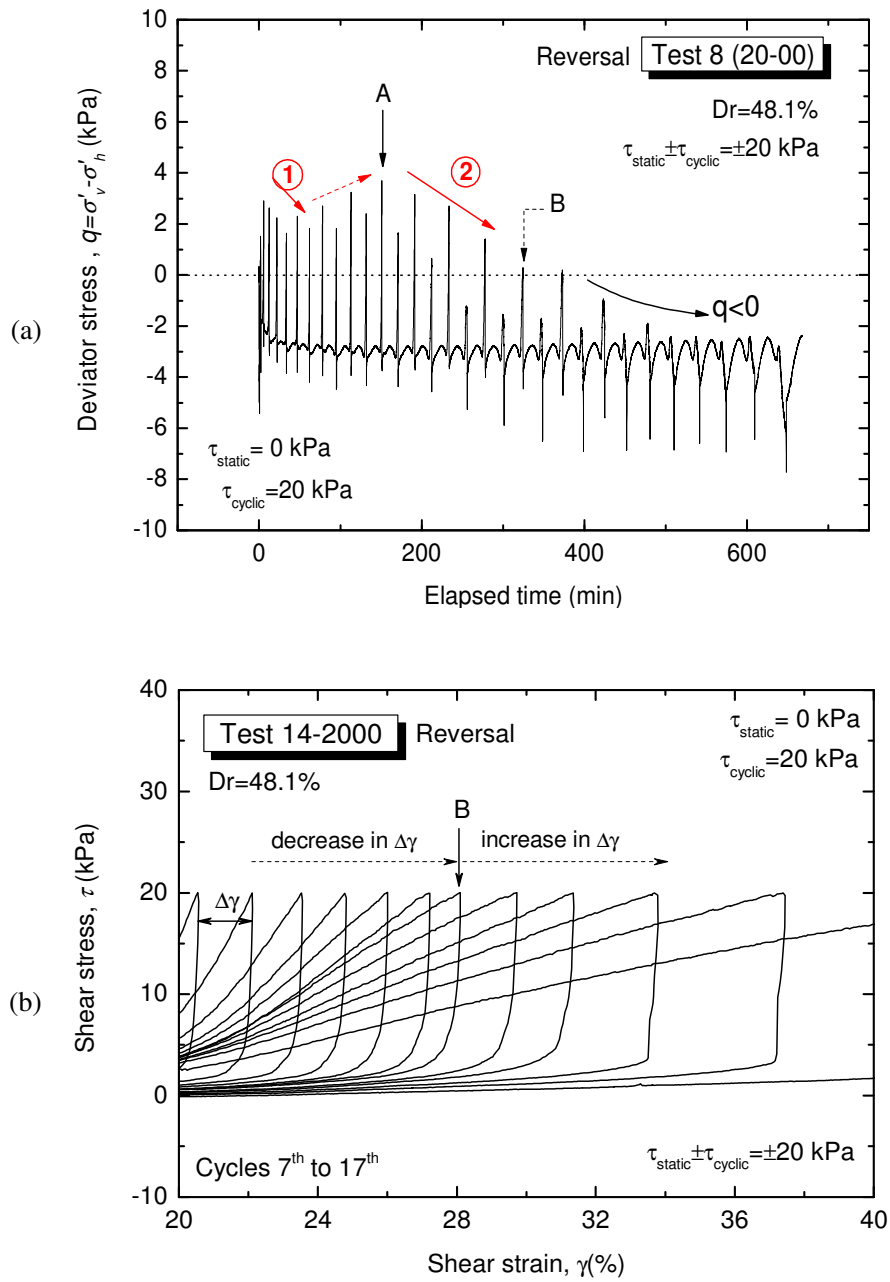 (a)
Deviator stress , q=σ'v-σ'h (kPa)
10
8
6
4
2
0
-2
-4
-6
-8
-10
Reversal Test 8 (20-00)
Dr=48.1%
τstatic±τcyclic=±20 kPa
A
1
2
B
q<0
τstatic= 0 kPa
τcyclic=20 kPa
0 200 400 600
Elapsed time (min)
(b)
Shear stress, τ (kPa)
40
30
20
10
0
-10
Test 14-2000 Reversal
Dr=48.1%
τstatic= 0 kPa
τcyclic=20 kPa
B
decrease in Δγ increase in Δγ
Δγ
Cycles 7th to 17th
τstatic±τcyclic=±20 kPa
20 24 28 32 36 40
Shear strain, γ(%)